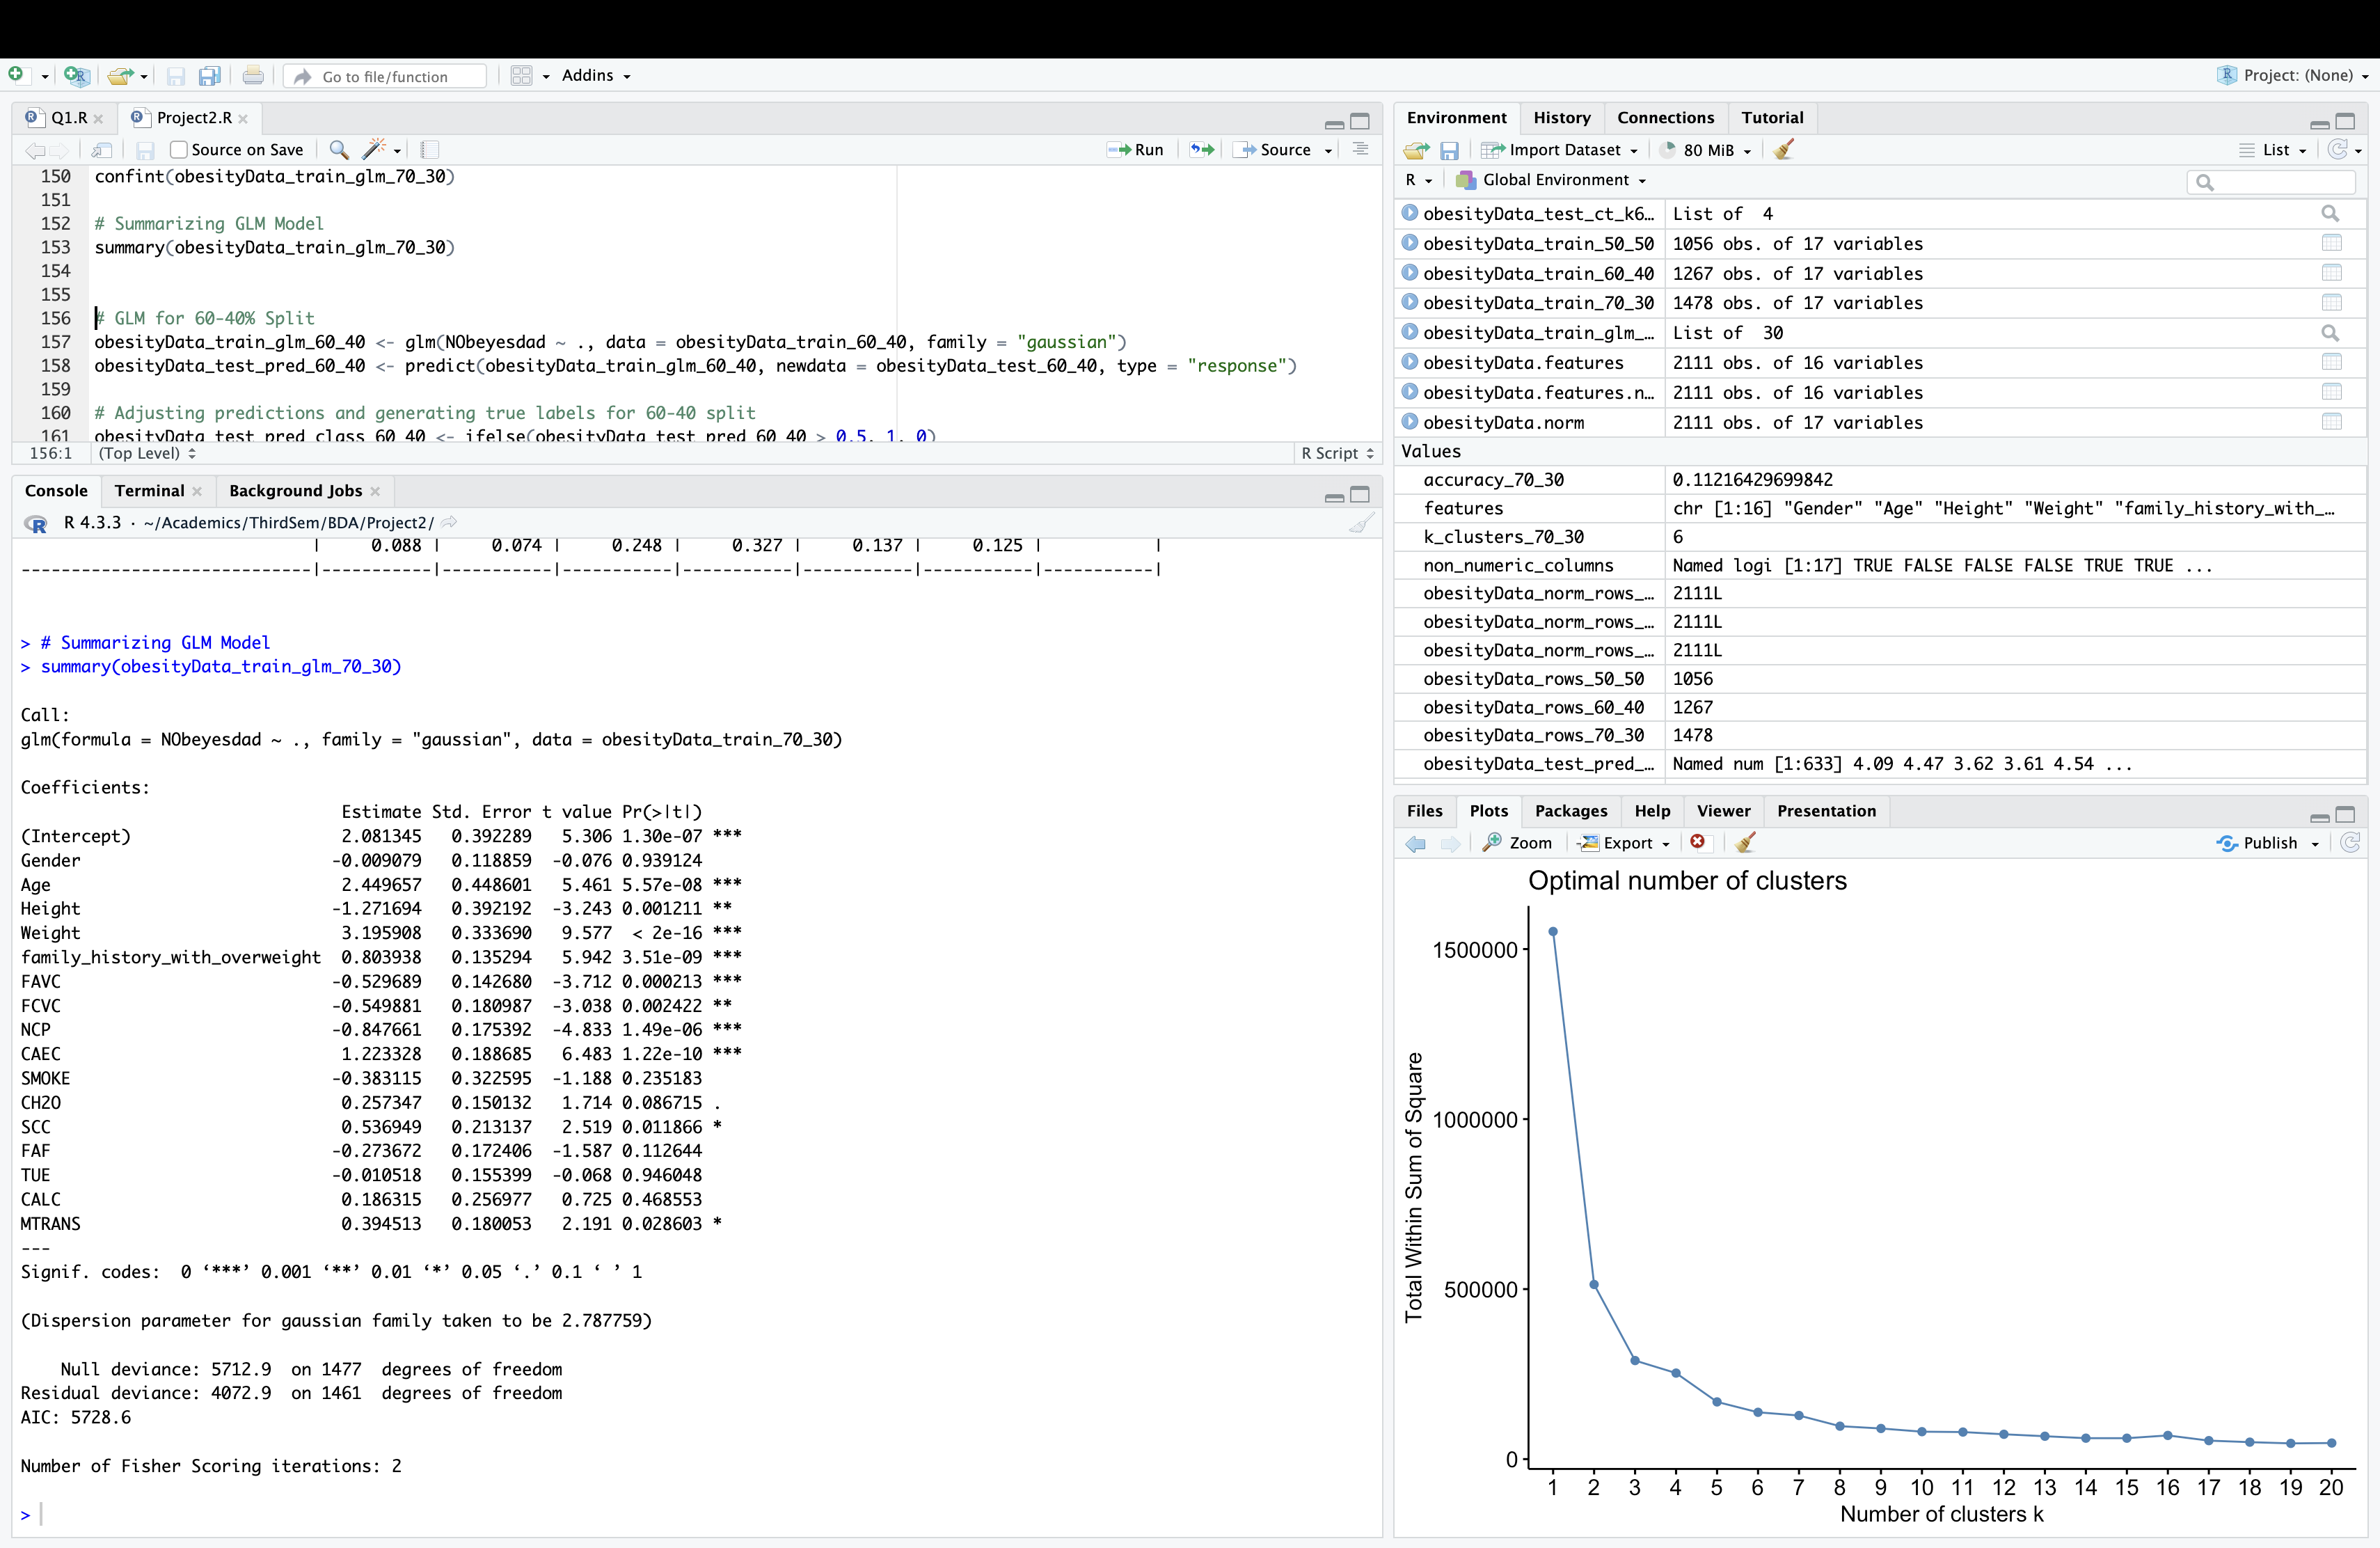 Go to file/function
Addins
Project: (None)
Q1.R
Project2.R
Source on Save
Run
Source
150 confint(obesityData_train_glm_70_30)
151
152 # Summarizing GLM Model
153 summary(obesityData_train_glm_70_30)
154
155
156 # GLM for 60-40% Split
157 obesityData_train_glm_60_40 <- glm(NObeyesdad ~ ., data = obesityData_train_60_40, family = "gaussian")
158 obesityData_test_pred_60_40 <- predict(obesityData_train_glm_60_40, newdata = obesityData_test_60_40, type = "response")
159
160 # Adjusting predictions and generating true labels for 60-40 split
161 obesityData_test_pred_class_60_40 <- ifelse(obesityData_test_pred_60_40 > 0.5, 1, 0)
156:1 (Top Level) R Script
Console Terminal Background Jobs
R 4.3.3 · ~/Academics/ThirdSem/BDA/Project2/
| 0.088 | 0.074 | 0.248 | 0.327 | 0.137 | 0.125 | |
-----------------------------|-----------|-----------|-----------|-----------|-----------|-----------|-----------|
> # Summarizing GLM Model
> summary(obesityData_train_glm_70_30)
Call:
glm(formula = NObeyesdad ~ ., family = "gaussian", data = obesityData_train_70_30)
Coefficients:
Estimate Std. Error t value Pr(>|t|)
(Intercept) 2.081345 0.392289 5.306 1.30e-07 ***
Gender -0.009079 0.118859 -0.076 0.939124
Age 2.449657 0.448601 5.461 5.57e-08 ***
Height -1.271694 0.392192 -3.243 0.001211 **
Weight 3.195908 0.333690 9.577 < 2e-16 ***
family_history_with_overweight 0.803938 0.135294 5.942 3.51e-09 ***
FAVC -0.529689 0.142680 -3.712 0.000213 ***
FCVC -0.549881 0.180987 -3.038 0.002422 **
NCP -0.847661 0.175392 -4.833 1.49e-06 ***
CAEC 1.223328 0.188685 6.483 1.22e-10 ***
SMOKE -0.383115 0.322595 -1.188 0.235183
CH2O 0.257347 0.150132 1.714 0.086715 .
SCC 0.536949 0.213137 2.519 0.011866 *
FAF -0.273672 0.172406 -1.587 0.112644
TUE -0.010518 0.155399 -0.068 0.946048
CALC 0.186315 0.256977 0.725 0.468553
MTRANS 0.394513 0.180053 2.191 0.028603 *
---
Signif. codes: 0 ‘***’ 0.001 ‘**’ 0.01 ‘*’ 0.05 ‘.’ 0.1 ‘ ’ 1
(Dispersion parameter for gaussian family taken to be 2.787759)
Null deviance: 5712.9 on 1477 degrees of freedom
Residual deviance: 4072.9 on 1461 degrees of freedom
AIC: 5728.6
Number of Fisher Scoring iterations: 2
>
Environment History Connections Tutorial
Import Dataset 80 MiB List
R Global Environment
obesityData_test_ct_k6… List of 4
obesityData_train_50_50 1056 obs. of 17 variables
obesityData_train_60_40 1267 obs. of 17 variables
obesityData_train_70_30 1478 obs. of 17 variables
obesityData_train_glm_… List of 30
obesityData.features 2111 obs. of 16 variables
obesityData.features.n… 2111 obs. of 16 variables
obesityData.norm 2111 obs. of 17 variables
Values
accuracy_70_30 0.11216429699842
features chr [1:16] "Gender" "Age" "Height" "Weight" "family_history_with_…
k_clusters_70_30 6
non_numeric_columns Named logi [1:17] TRUE FALSE FALSE FALSE TRUE TRUE ...
obesityData_norm_rows_… 2111L
obesityData_norm_rows_… 2111L
obesityData_norm_rows_… 2111L
obesityData_rows_50_50 1056
obesityData_rows_60_40 1267
obesityData_rows_70_30 1478
obesityData_test_pred_… Named num [1:633] 4.09 4.47 3.62 3.61 4.54 ...
Files Plots Packages Help Viewer Presentation
Zoom Export Publish
Optimal number of clusters
Total Within Sum of Square
1500000
1000000
500000
0
1 2 3 4 5 6 7 8 9 10 11 12 13 14 15 16 17 18 19 20
Number of clusters k